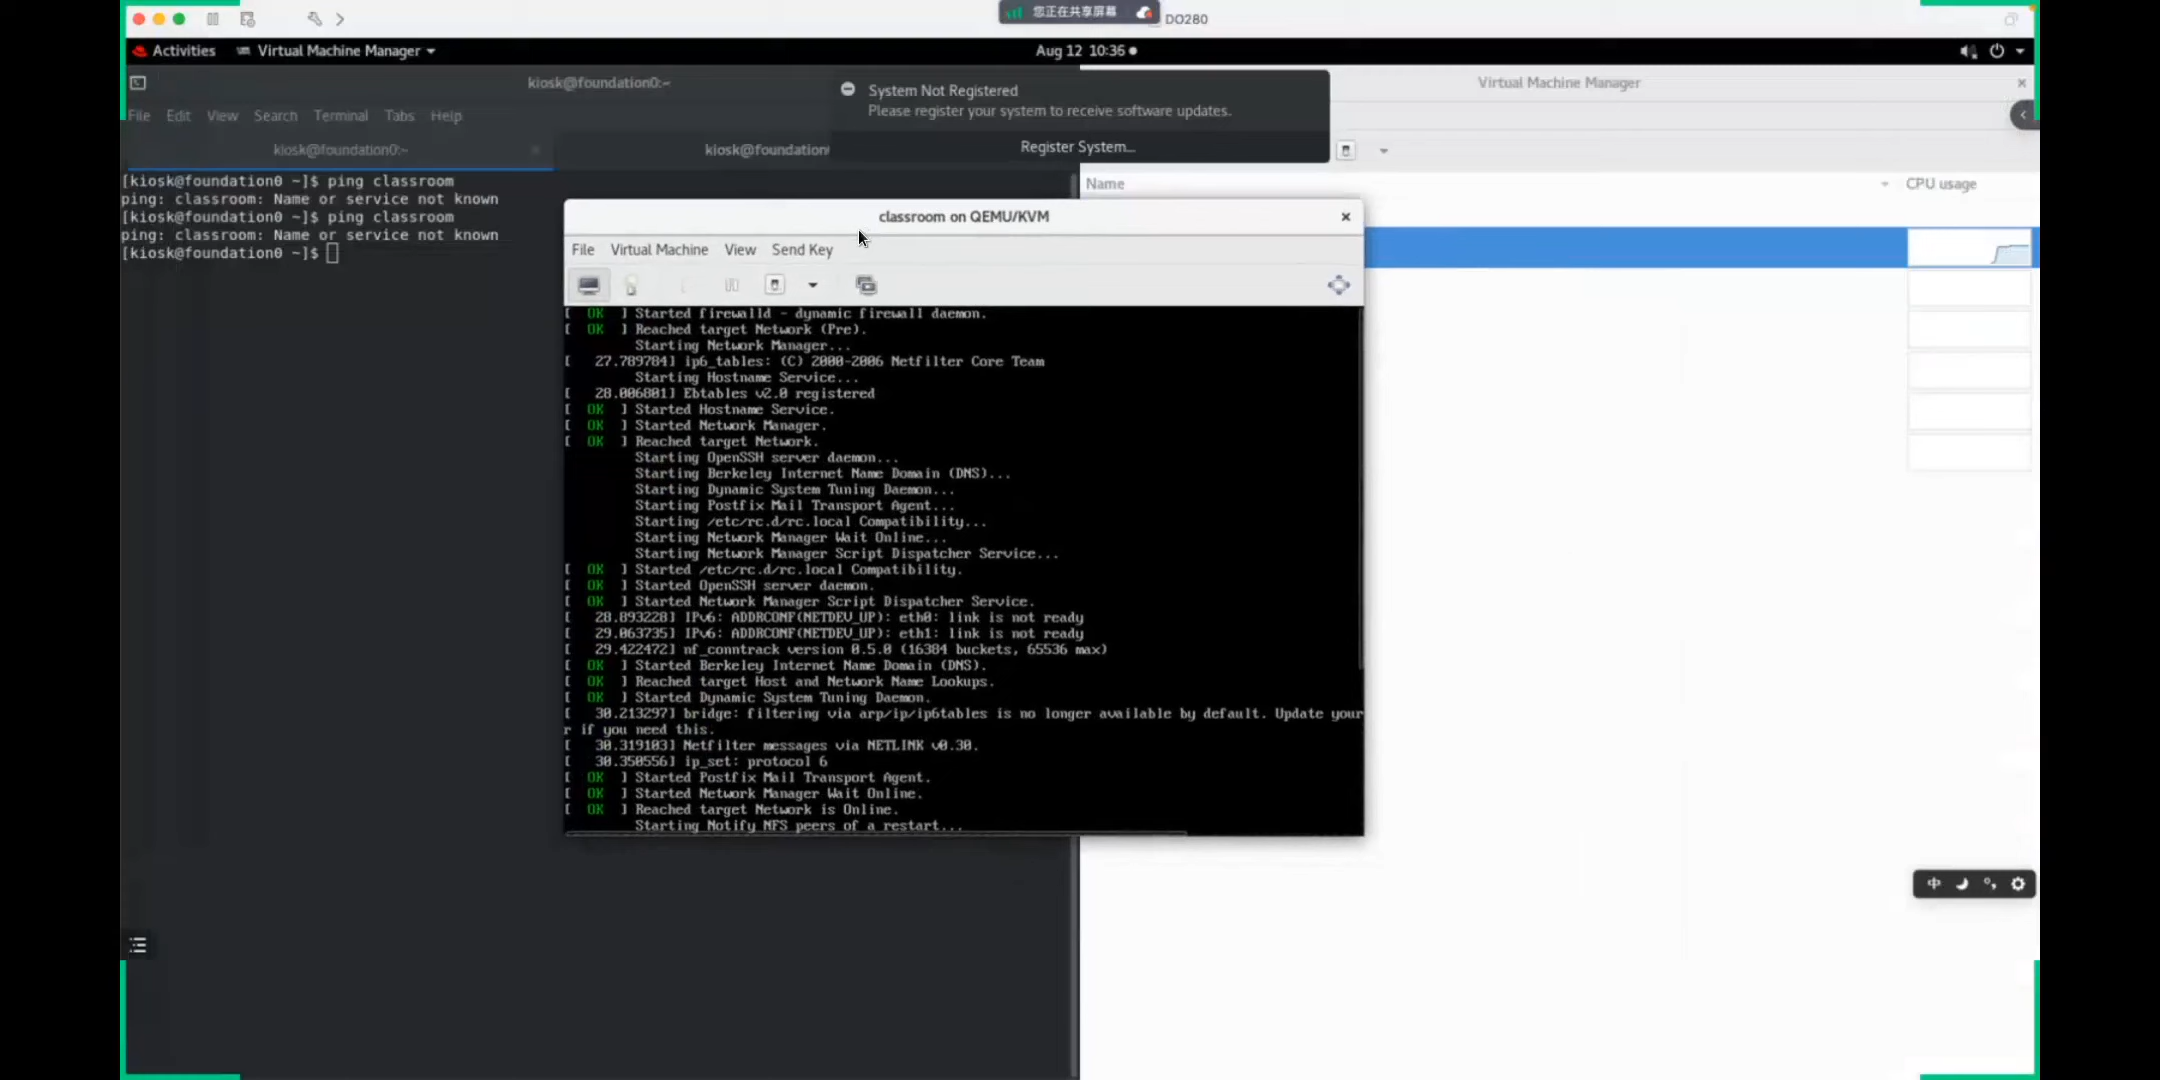 您正在共享屏幕
DO280
Activities
Virtual Machine Manager
Aug 12 10:36
kiosk@foundation0:~
File Edit View Search Terminal Tabs Help
kiosk@foundation0:~
kiosk@foundation
System Not Registered
Please register your system to receive software updates.
Register System...
Virtual Machine Manager
Name
CPU usage
[kiosk@foundation0 ~]$ ping classroom
ping: classroom: Name or service not known
[kiosk@foundation0 ~]$ ping classroom
ping: classroom: Name or service not known
[kiosk@foundation0 ~]$
classroom on QEMU/KVM
File Virtual Machine View Send Key
[ OK ] Started firewalld - dynamic firewall daemon.
[ OK ] Reached target Network (Pre).
Starting Network Manager...
[ 27.789784] ip6_tables: (C) 2000-2006 Netfilter Core Team
Starting Hostname Service...
[ 28.006801] Ebtables v2.0 registered
[ OK ] Started Hostname Service.
[ OK ] Started Network Manager.
[ OK ] Reached target Network.
Starting OpenSSH server daemon...
Starting Berkeley Internet Name Domain (DNS)...
Starting Dynamic System Tuning Daemon...
Starting Postfix Mail Transport Agent...
Starting /etc/rc.d/rc.local Compatibility...
Starting Network Manager Wait Online...
Starting Network Manager Script Dispatcher Service...
[ OK ] Started /etc/rc.d/rc.local Compatibility.
[ OK ] Started OpenSSH server daemon.
[ OK ] Started Network Manager Script Dispatcher Service.
[ 28.893228] IPv6: ADDRCONF(NETDEV_UP): eth0: link is not ready
[ 29.063735] IPv6: ADDRCONF(NETDEV_UP): eth1: link is not ready
[ 29.422472] nf_conntrack version 0.5.0 (16384 buckets, 65536 max)
[ OK ] Started Berkeley Internet Name Domain (DNS).
[ OK ] Reached target Host and Network Name Lookups.
[ OK ] Started Dynamic System Tuning Daemon.
[ 30.213297] bridge: filtering via arp/ip/ip6tables is no longer available by default. Update your
r if you need this.
[ 30.319103] Netfilter messages via NETLINK v0.30.
[ 30.350556] ip_set: protocol 6
[ OK ] Started Postfix Mail Transport Agent.
[ OK ] Started Network Manager Wait Online.
[ OK ] Reached target Network is Online.
Starting Notify NFS peers of a restart...
中